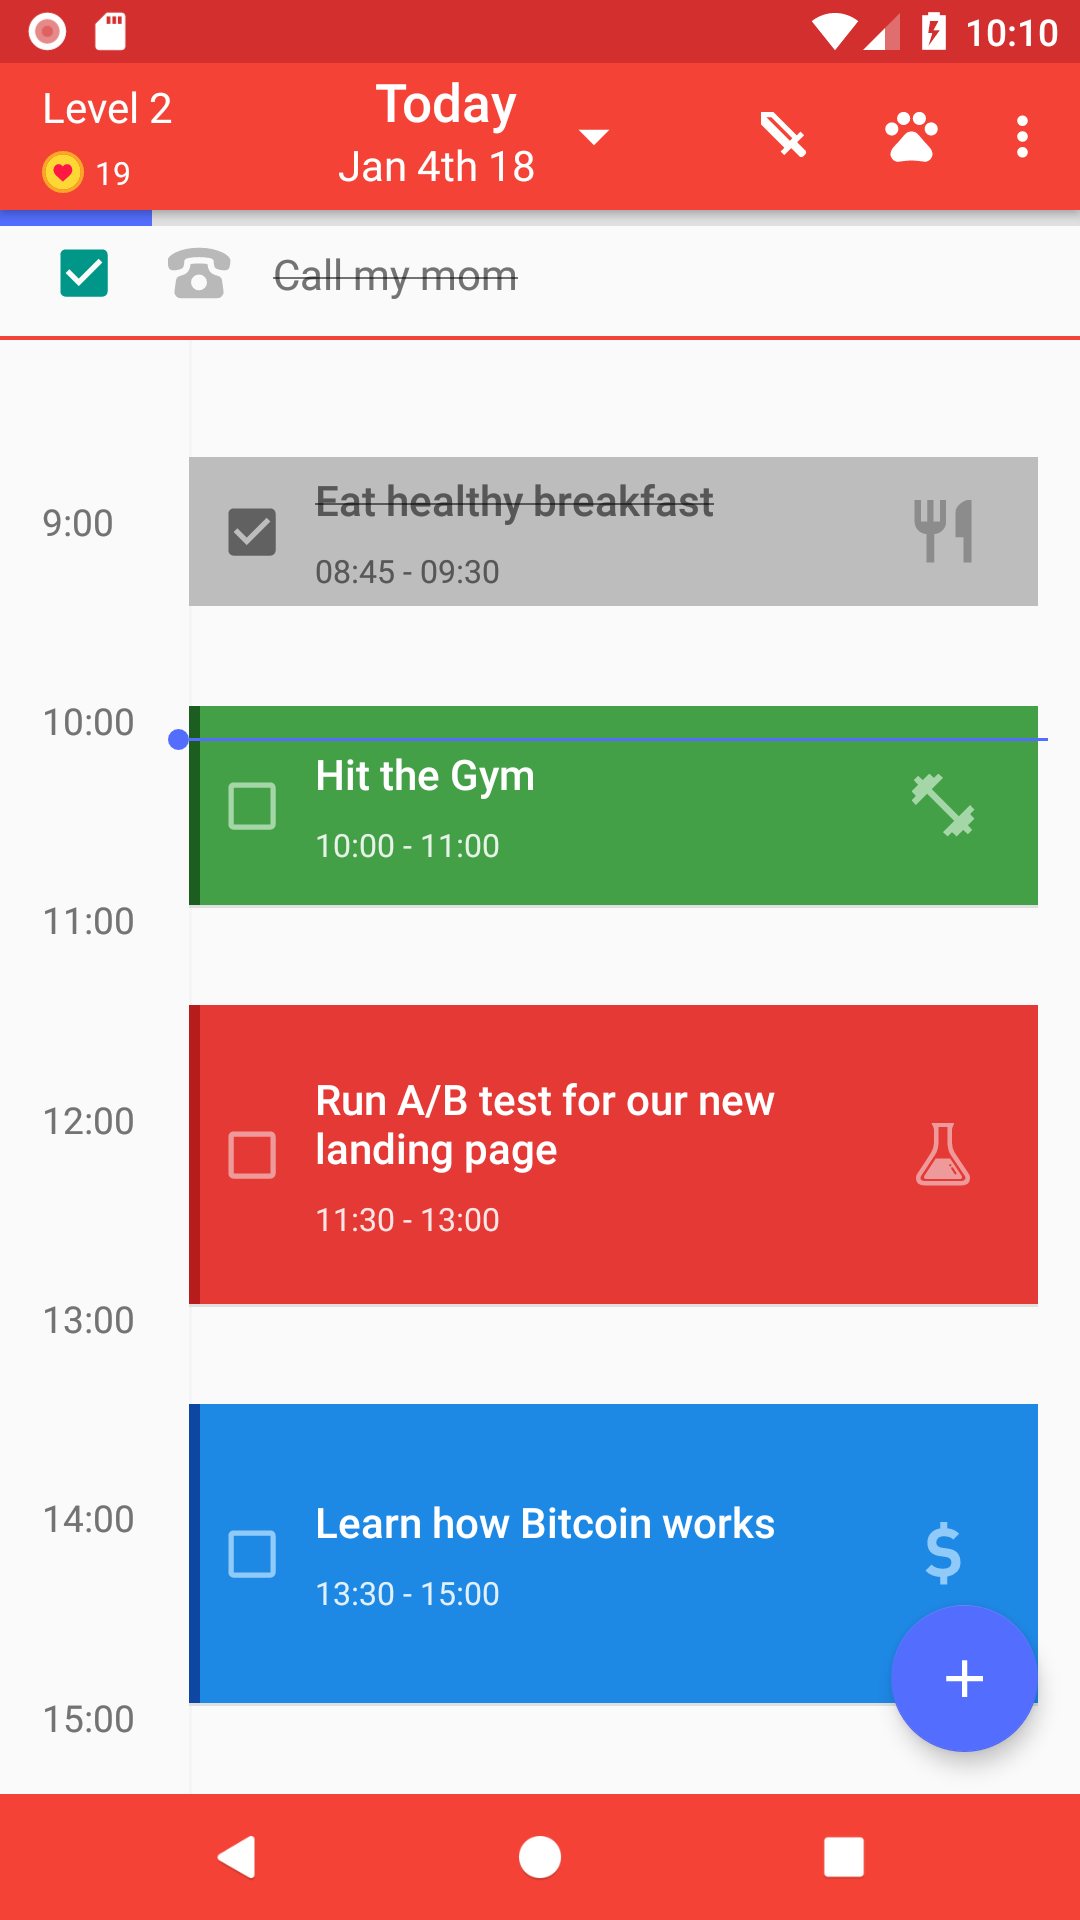 10:10
Level 2
Today
19
Jan 4th 18
Call my mom
9:00
Eat healthy breakfast
08:45 - 09:30
10:00
Hit the Gym
10:00 - 11:00
11:00
Run A/B test for our new
landing page
12:00
11:30 - 13:00
13:00
14:00
Learn how Bitcoin works
13:30 - 15:00
15:00